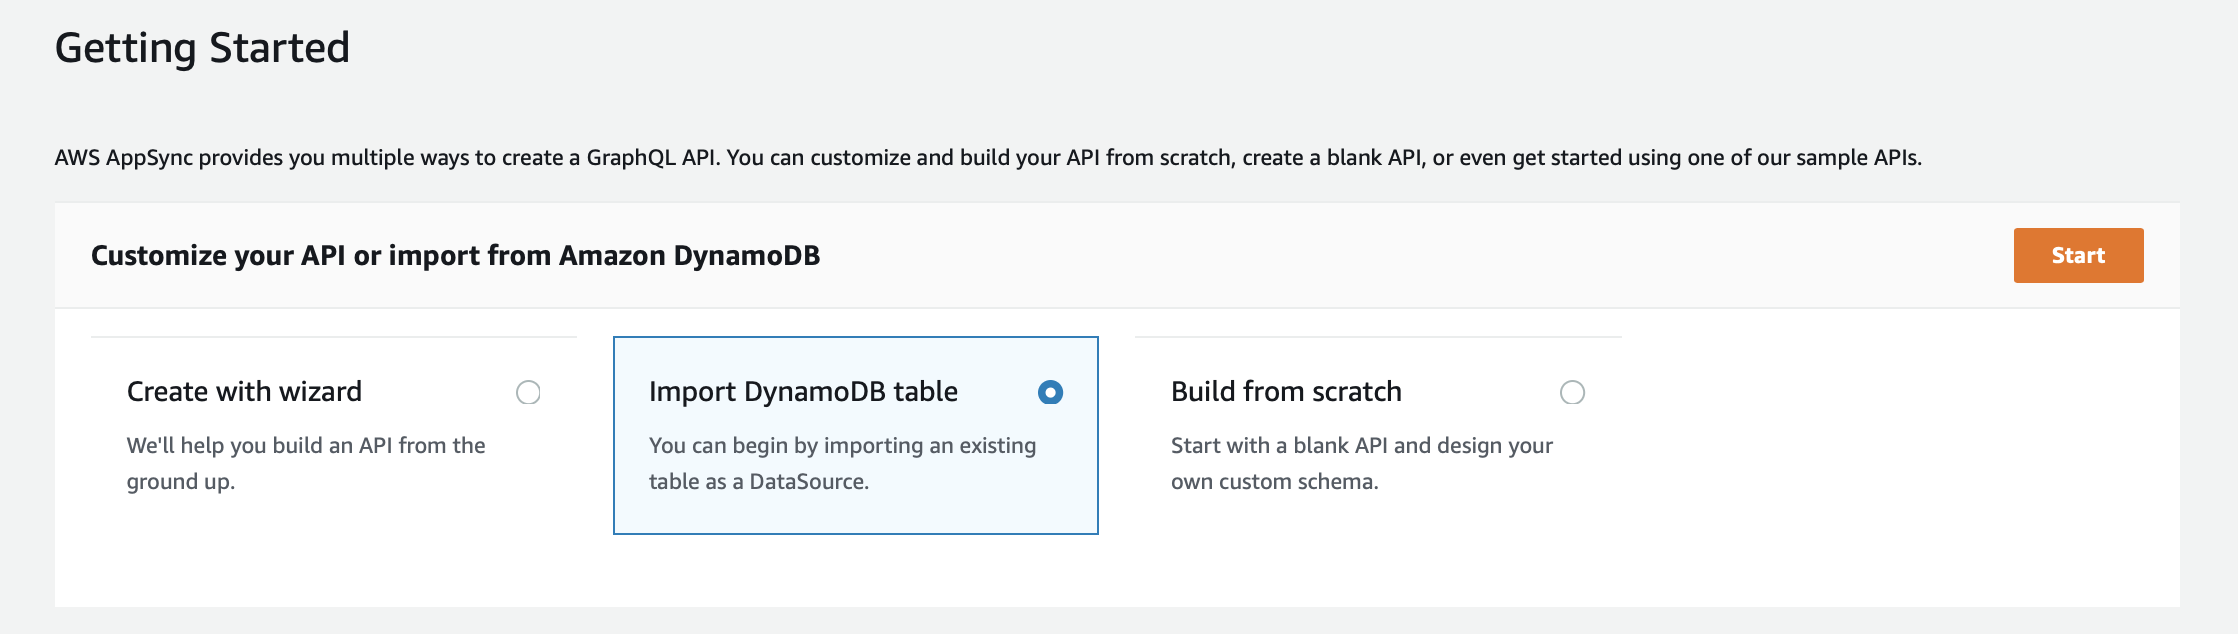 Getting Started
AWS AppSync provides you multiple ways to create a GraphQL API. You can customize and build your API from scratch, create a blank API, or even get started using one of our sample APIs.
Customize your API or import from Amazon DynamoDB
Start
Create with wizard
We'll help you build an API from the
ground up.
Import DynamoDB table
You can begin by importing an existing
table as a DataSource.
Build from scratch
Start with a blank API and design your
own custom schema.